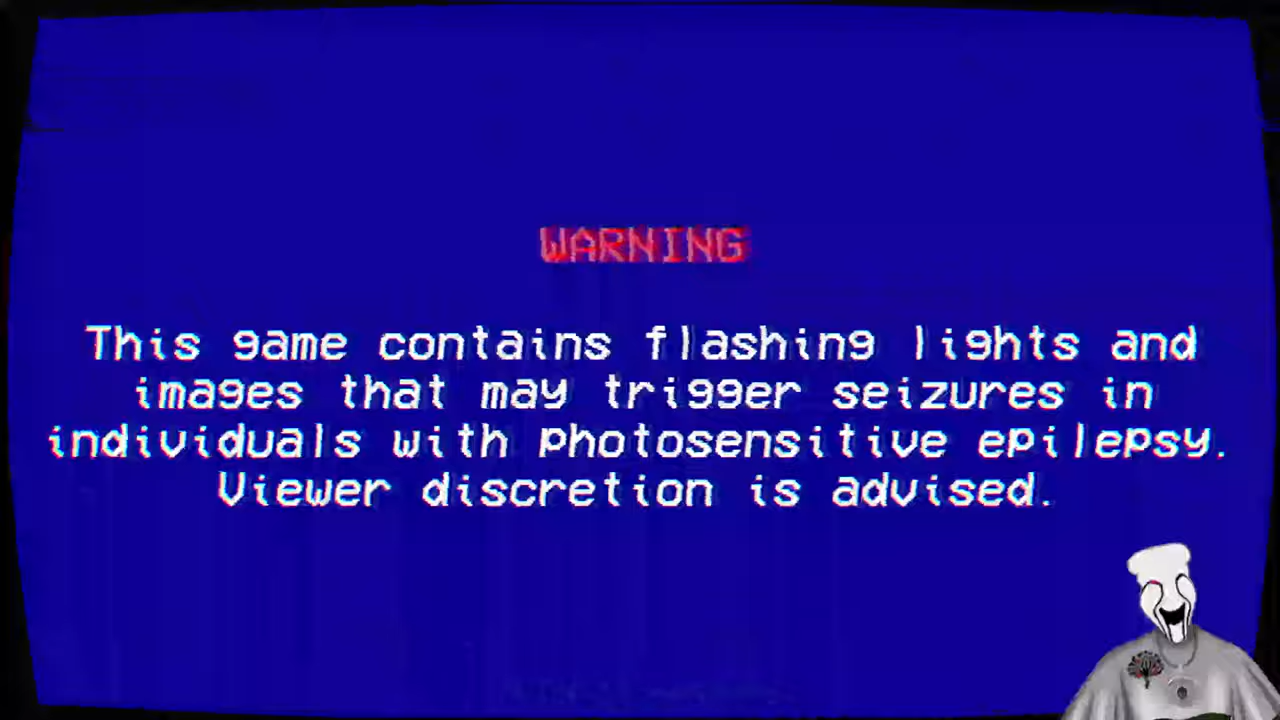 WARNING
This game contains flashing lights and
images that may trigger seizures in
individuals with photosensitive epilepsy.
Viewer discretion is advised.